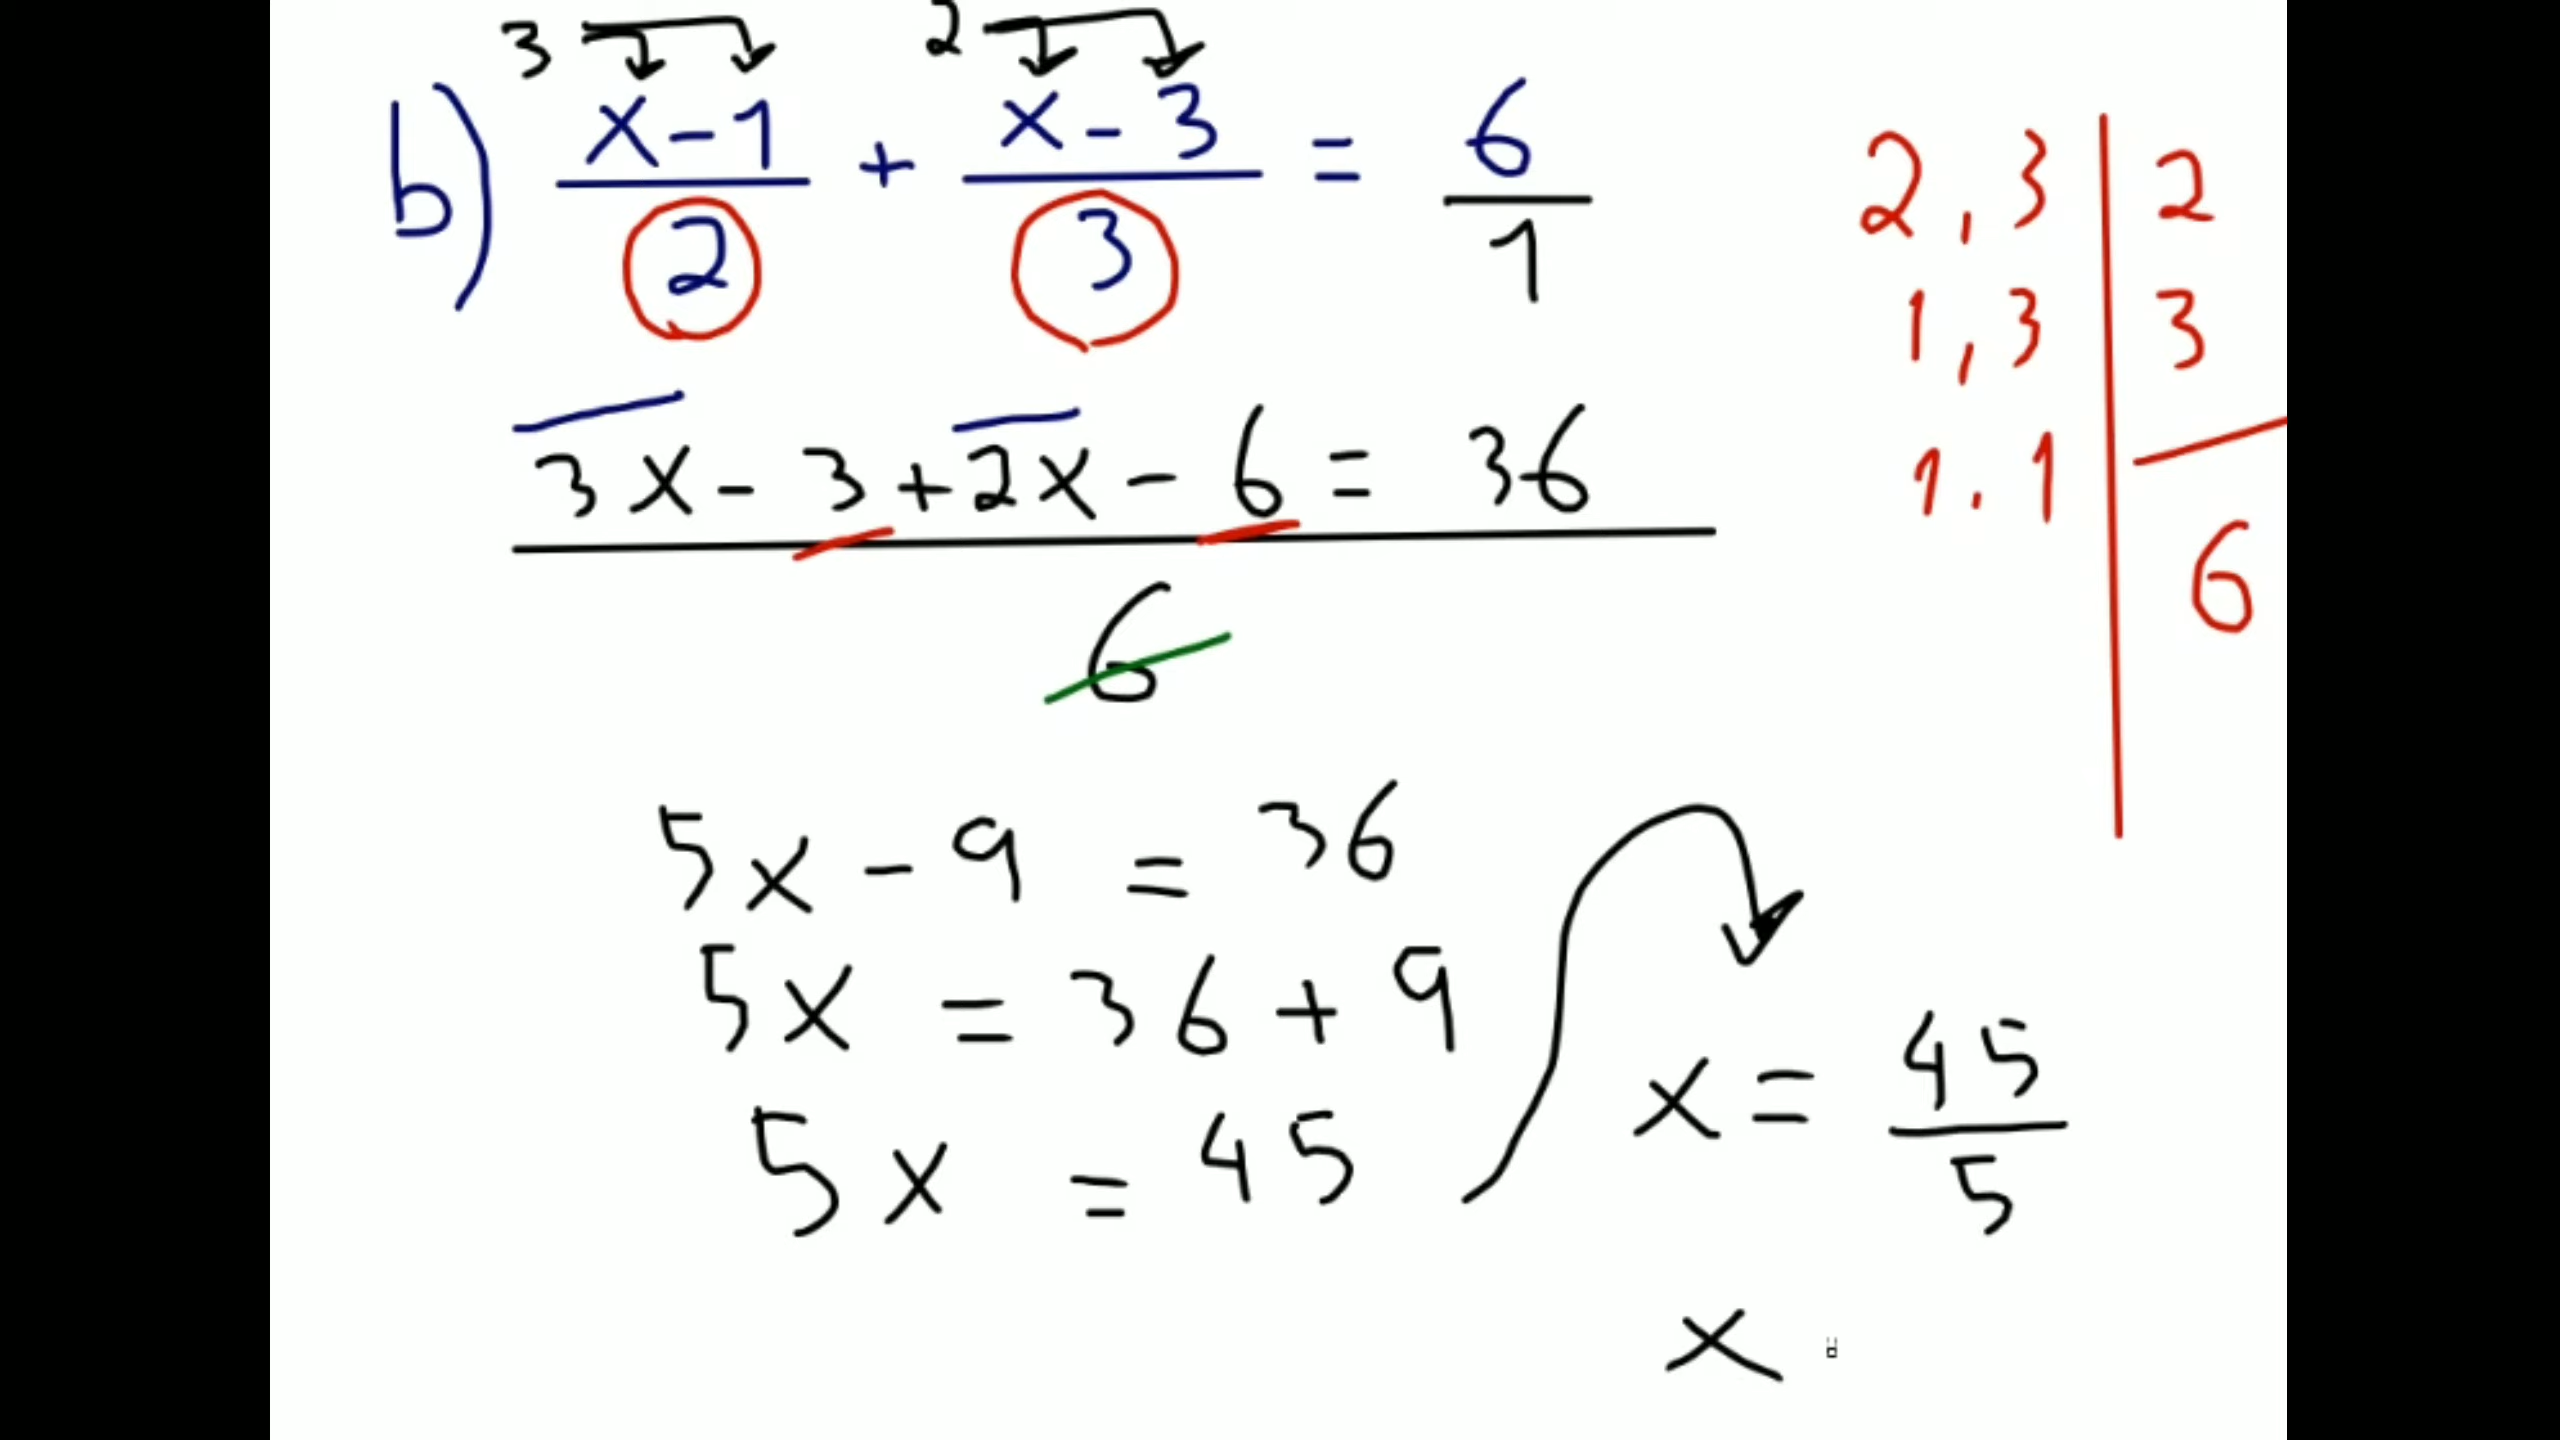 3 2
b) x-1/2 + x-3/3 = 6/1
3x - 3 + 2x - 6 = 36
6
5x - 9 = 36
5x = 36 + 9
5x = 45
x = 45/5
x
2, 3 | 2
1, 3 | 3
1. 1
6